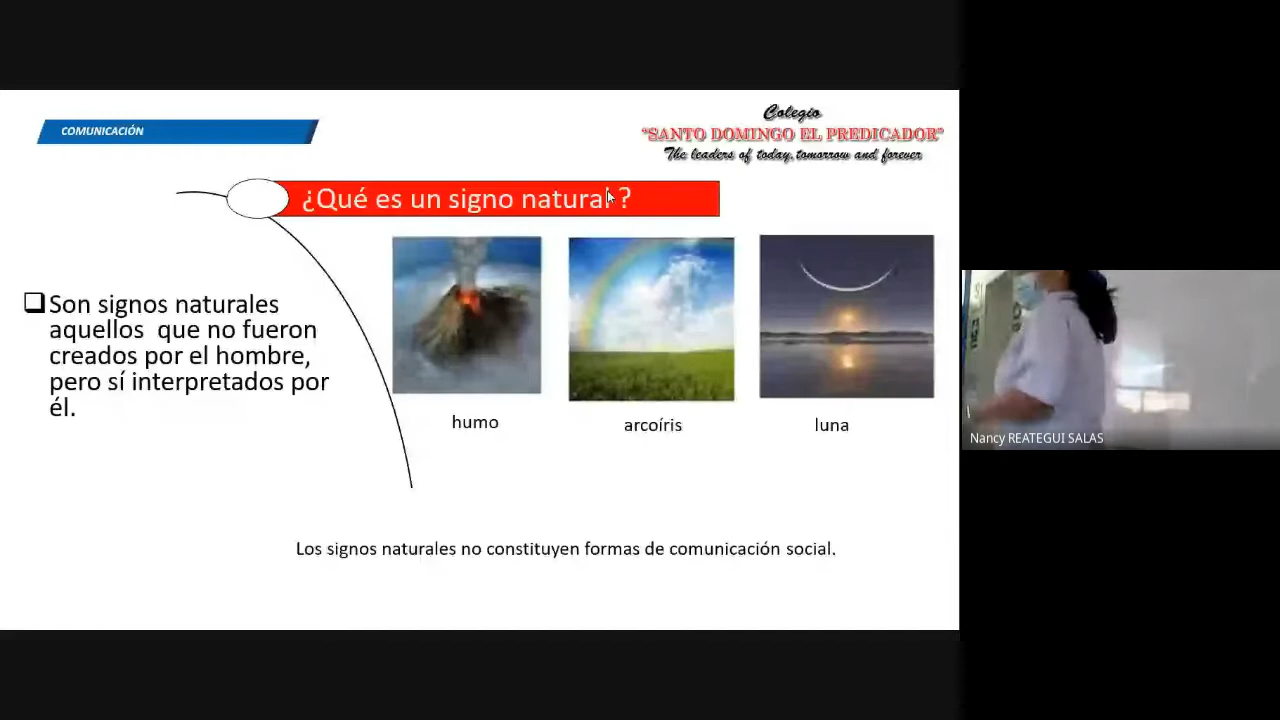 COMUNICACIÓN
Colegio
"SANTO DOMINGO EL PREDICADOR"
The leaders of today, tomorrow and forever
¿Qué es un signo natural ?
Son signos naturales
aquellos que no fueron
creados por el hombre,
pero sí interpretados por
él.
humo
arcoíris
luna
Los signos naturales no constituyen formas de comunicación social.
Nancy REATEGUI SALAS